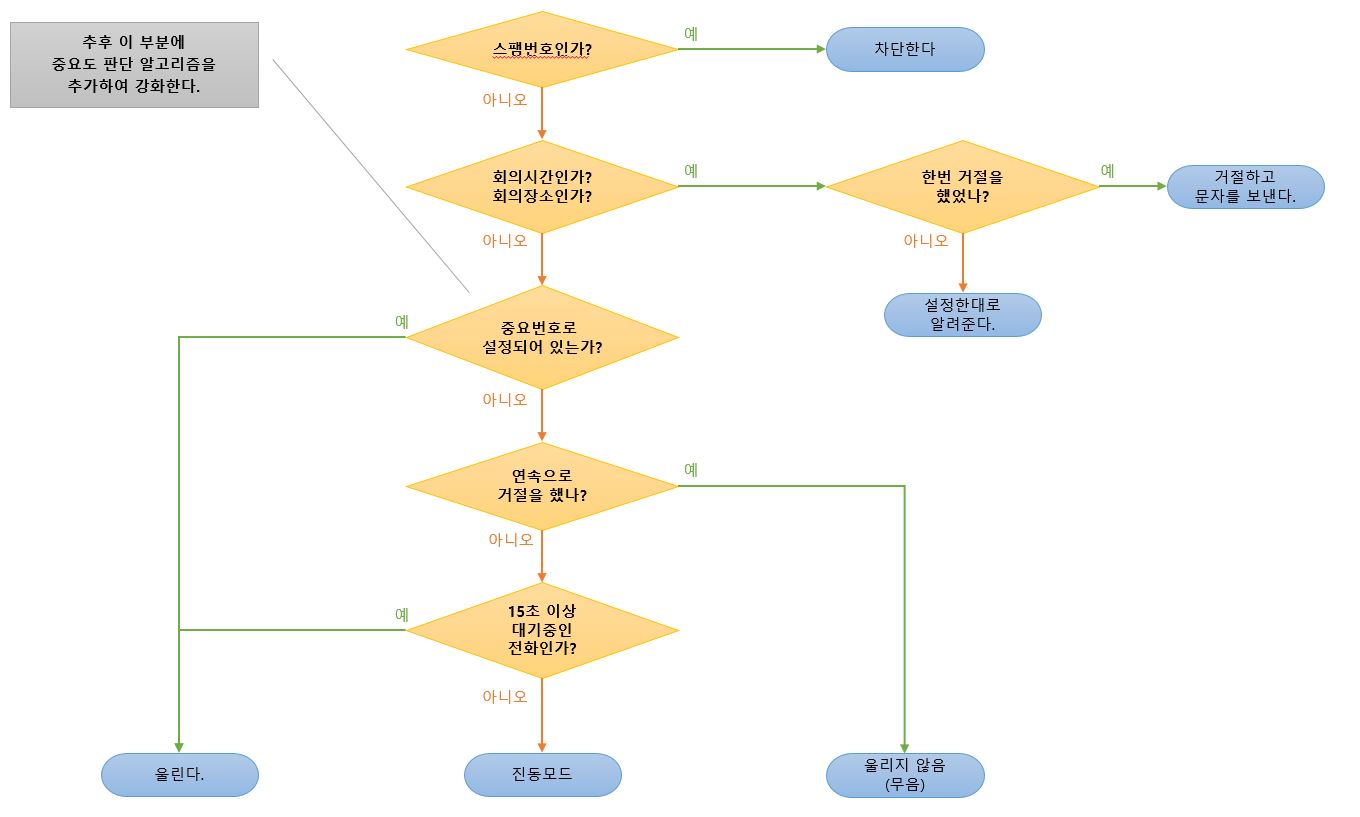 추후 이 부분에
중요도 판단 알고리즘을
추가하여 강화한다.
스팸번호인가?
예
차단한다
아니오
회의시간인가?
회의장소인가?
예
한번 거절을
했었나?
예
거절하고
문자를 보낸다.
아니오
아니오
설정한대로
알려준다.
중요번호로
설정되어 있는가?
예
아니오
연속으로
거절을 했나?
예
아니오
15초 이상
대기중인
전화인가?
예
아니오
울린다.
진동모드
울리지 않음
(무음)